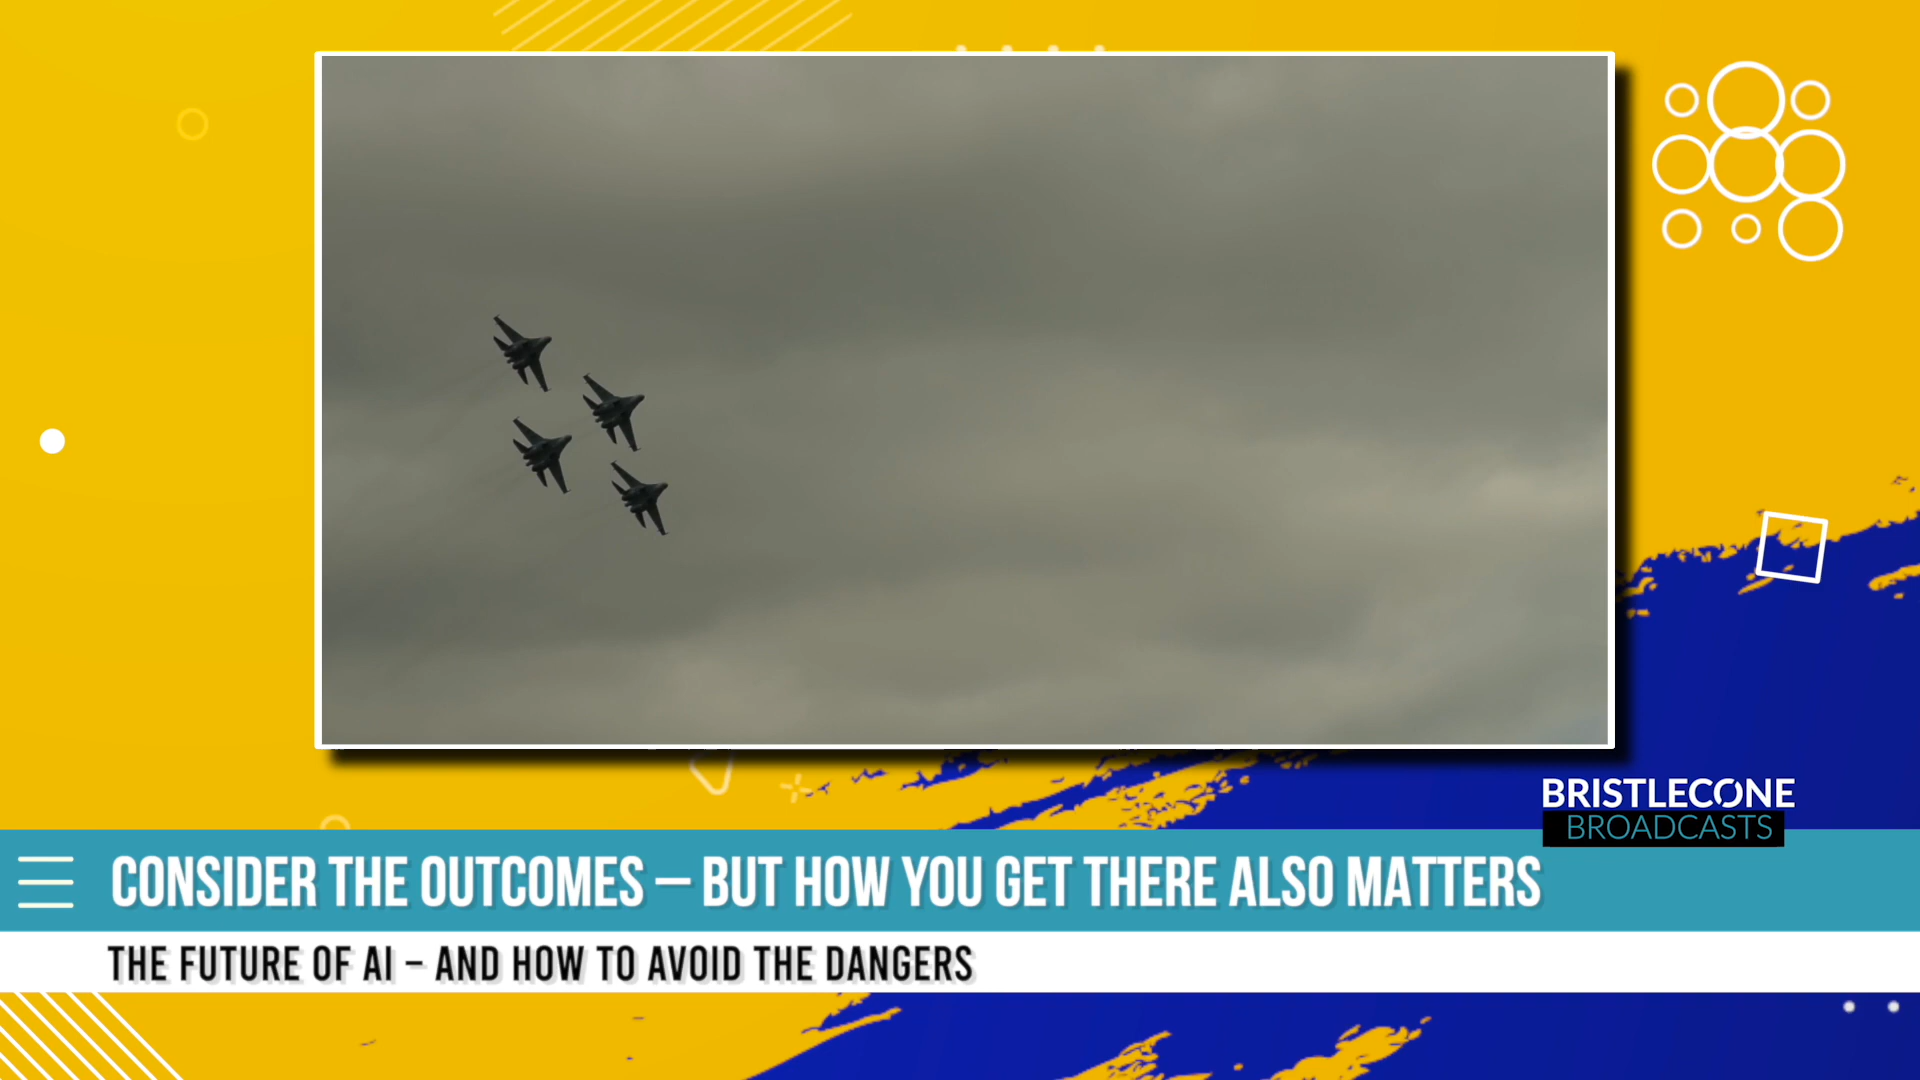 BRISTLECONE
BROADCASTS
CONSIDER THE OUTCOMES – BUT HOW YOU GET THERE ALSO MATTERS
THE FUTURE OF AI – AND HOW TO AVOID THE DANGERS